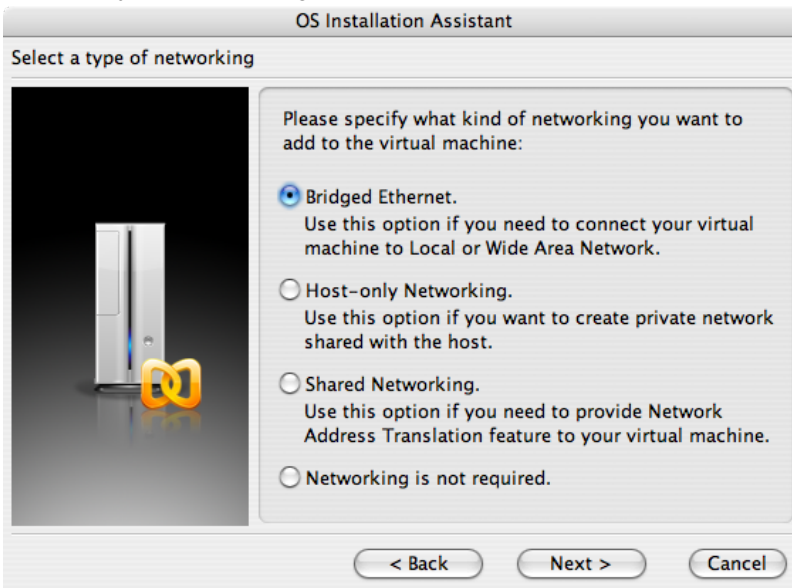 OS Installation Assistant
Select a type of networking
Please specify what kind of networking you want to
add to the virtual machine:
Bridged Ethernet.
Use this option if you need to connect your virtual
machine to Local or Wide Area Network.
Host-only Networking.
Use this option if you want to create private network
shared with the host.
Shared Networking.
Use this option if you need to provide Network
Address Translation feature to your virtual machine.
Networking is not required.
< Back
Next >
Cancel